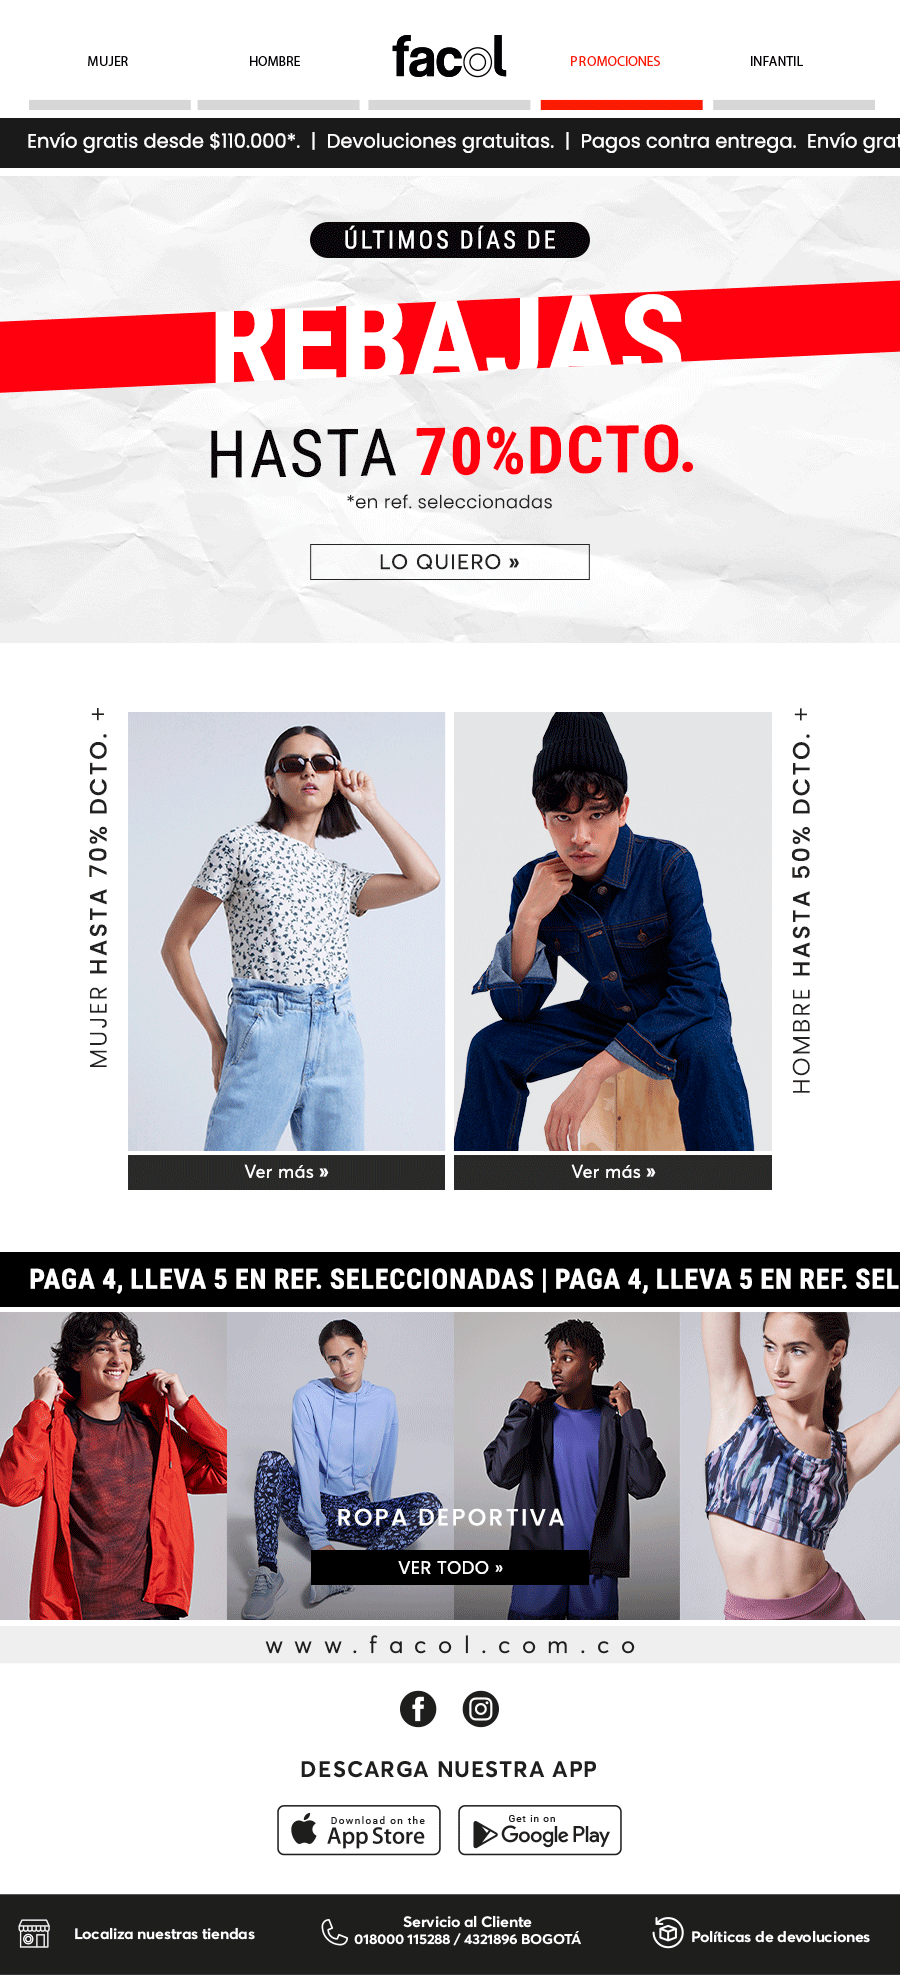 MUJER
HOMBRE
facol
PROMOCIONES
INFANTIL
Envío gratis desde $110.000*. | Devoluciones gratuitas. | Pagos contra entrega. Envío grat
ÚLTIMOS DÍAS DE
REBAJAS
HASTA 70%DCTO.
*en ref. seleccionadas
LO QUIERO »
MUJER HASTA 70% DCTO. +
HOMBRE HASTA 50% DCTO. +
Ver más »
Ver más »
PAGA 4, LLEVA 5 EN REF. SELECCIONADAS | PAGA 4, LLEVA 5 EN REF. SEL
ROPA DEPORTIVA
VER TODO »
www.facol.com.co
DESCARGA NUESTRA APP
Download on the
App Store
Get in on
Google Play
Localiza nuestras tiendas
Servicio al Cliente
018000 115288 / 4321896 BOGOTÁ
Políticas de devoluciones